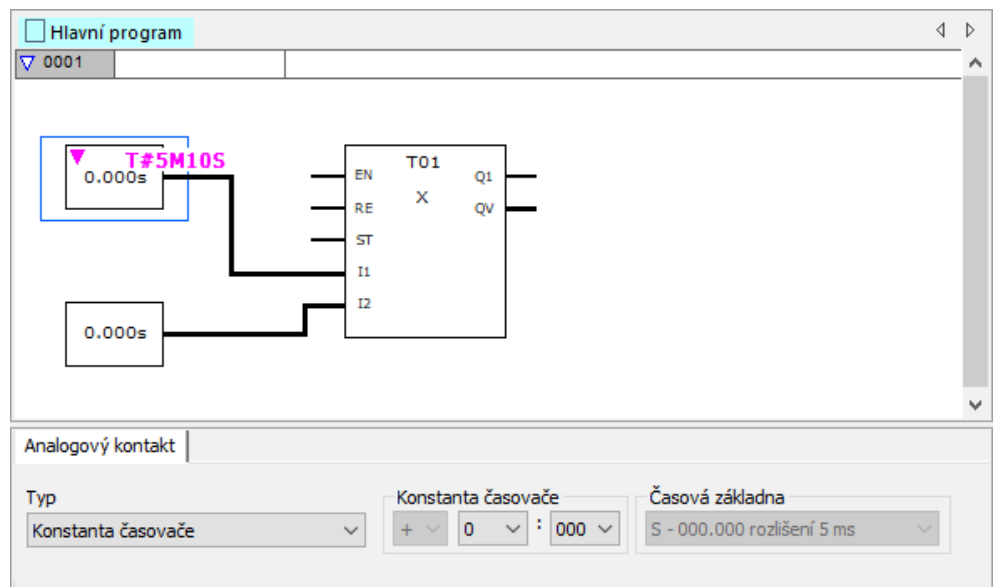 Hlavní program
0001
T#5M10S
0.000s
T01
X
EN
Q1
RE
QV
ST
I1
I2
0.000s
Analogový kontakt
Typ
Konstanta časovače
Časová základna
Konstanta časovače
+
0
:
000
S - 000.000 rozlišení 5 ms